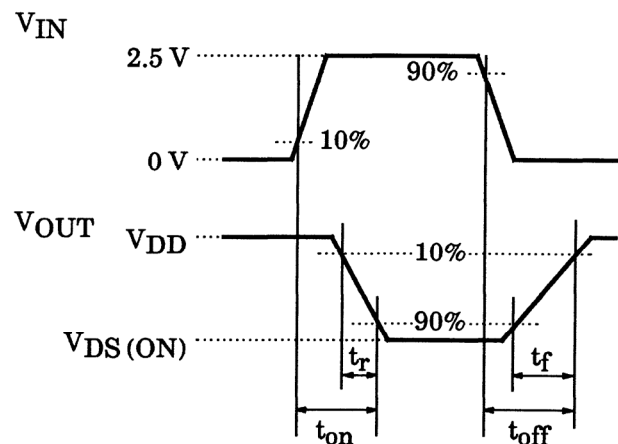 VIN
2.5 V
90%
10%
0 V
VOUT
VDD
10%
90%
VDS (ON)
tr
tf
ton
toff